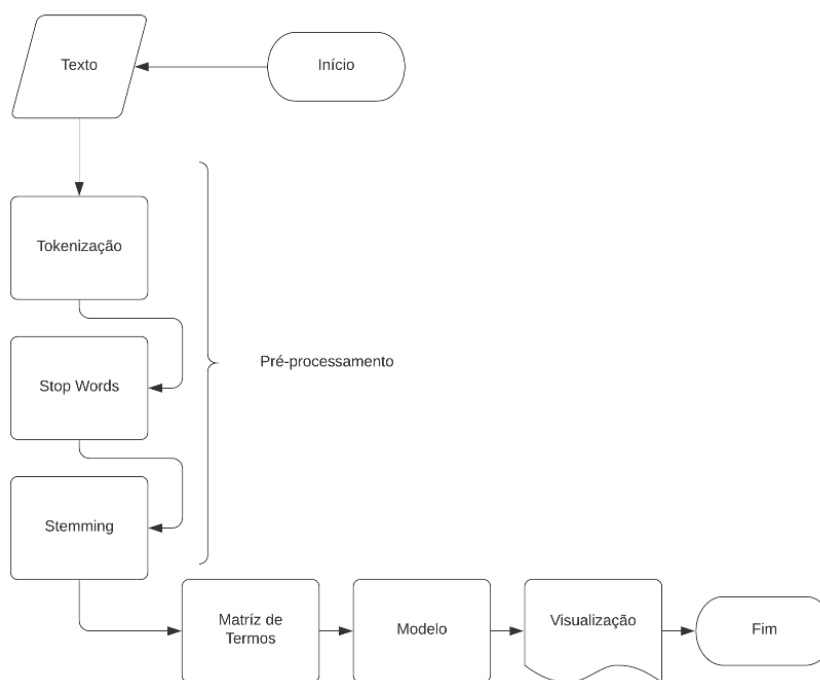 Texto
Início
Tokenização
Stop Words
Pré-processamento
Stemming
Matríz de
Termos
Modelo
Visualização
Fim